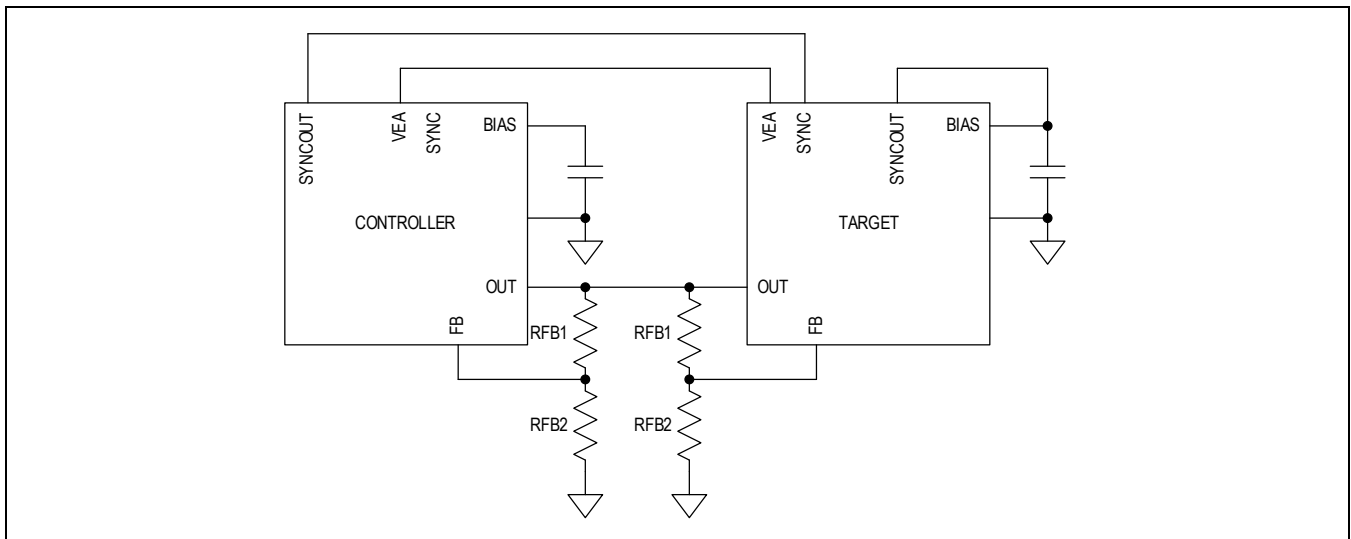 SYNCOUT
VEA
SYNC
BIAS
CONTROLLER
OUT
FB
VEA
SYNC
SYNCOUT
BIAS
TARGET
OUT
FB
RFB1
RFB1
RFB2
RFB2